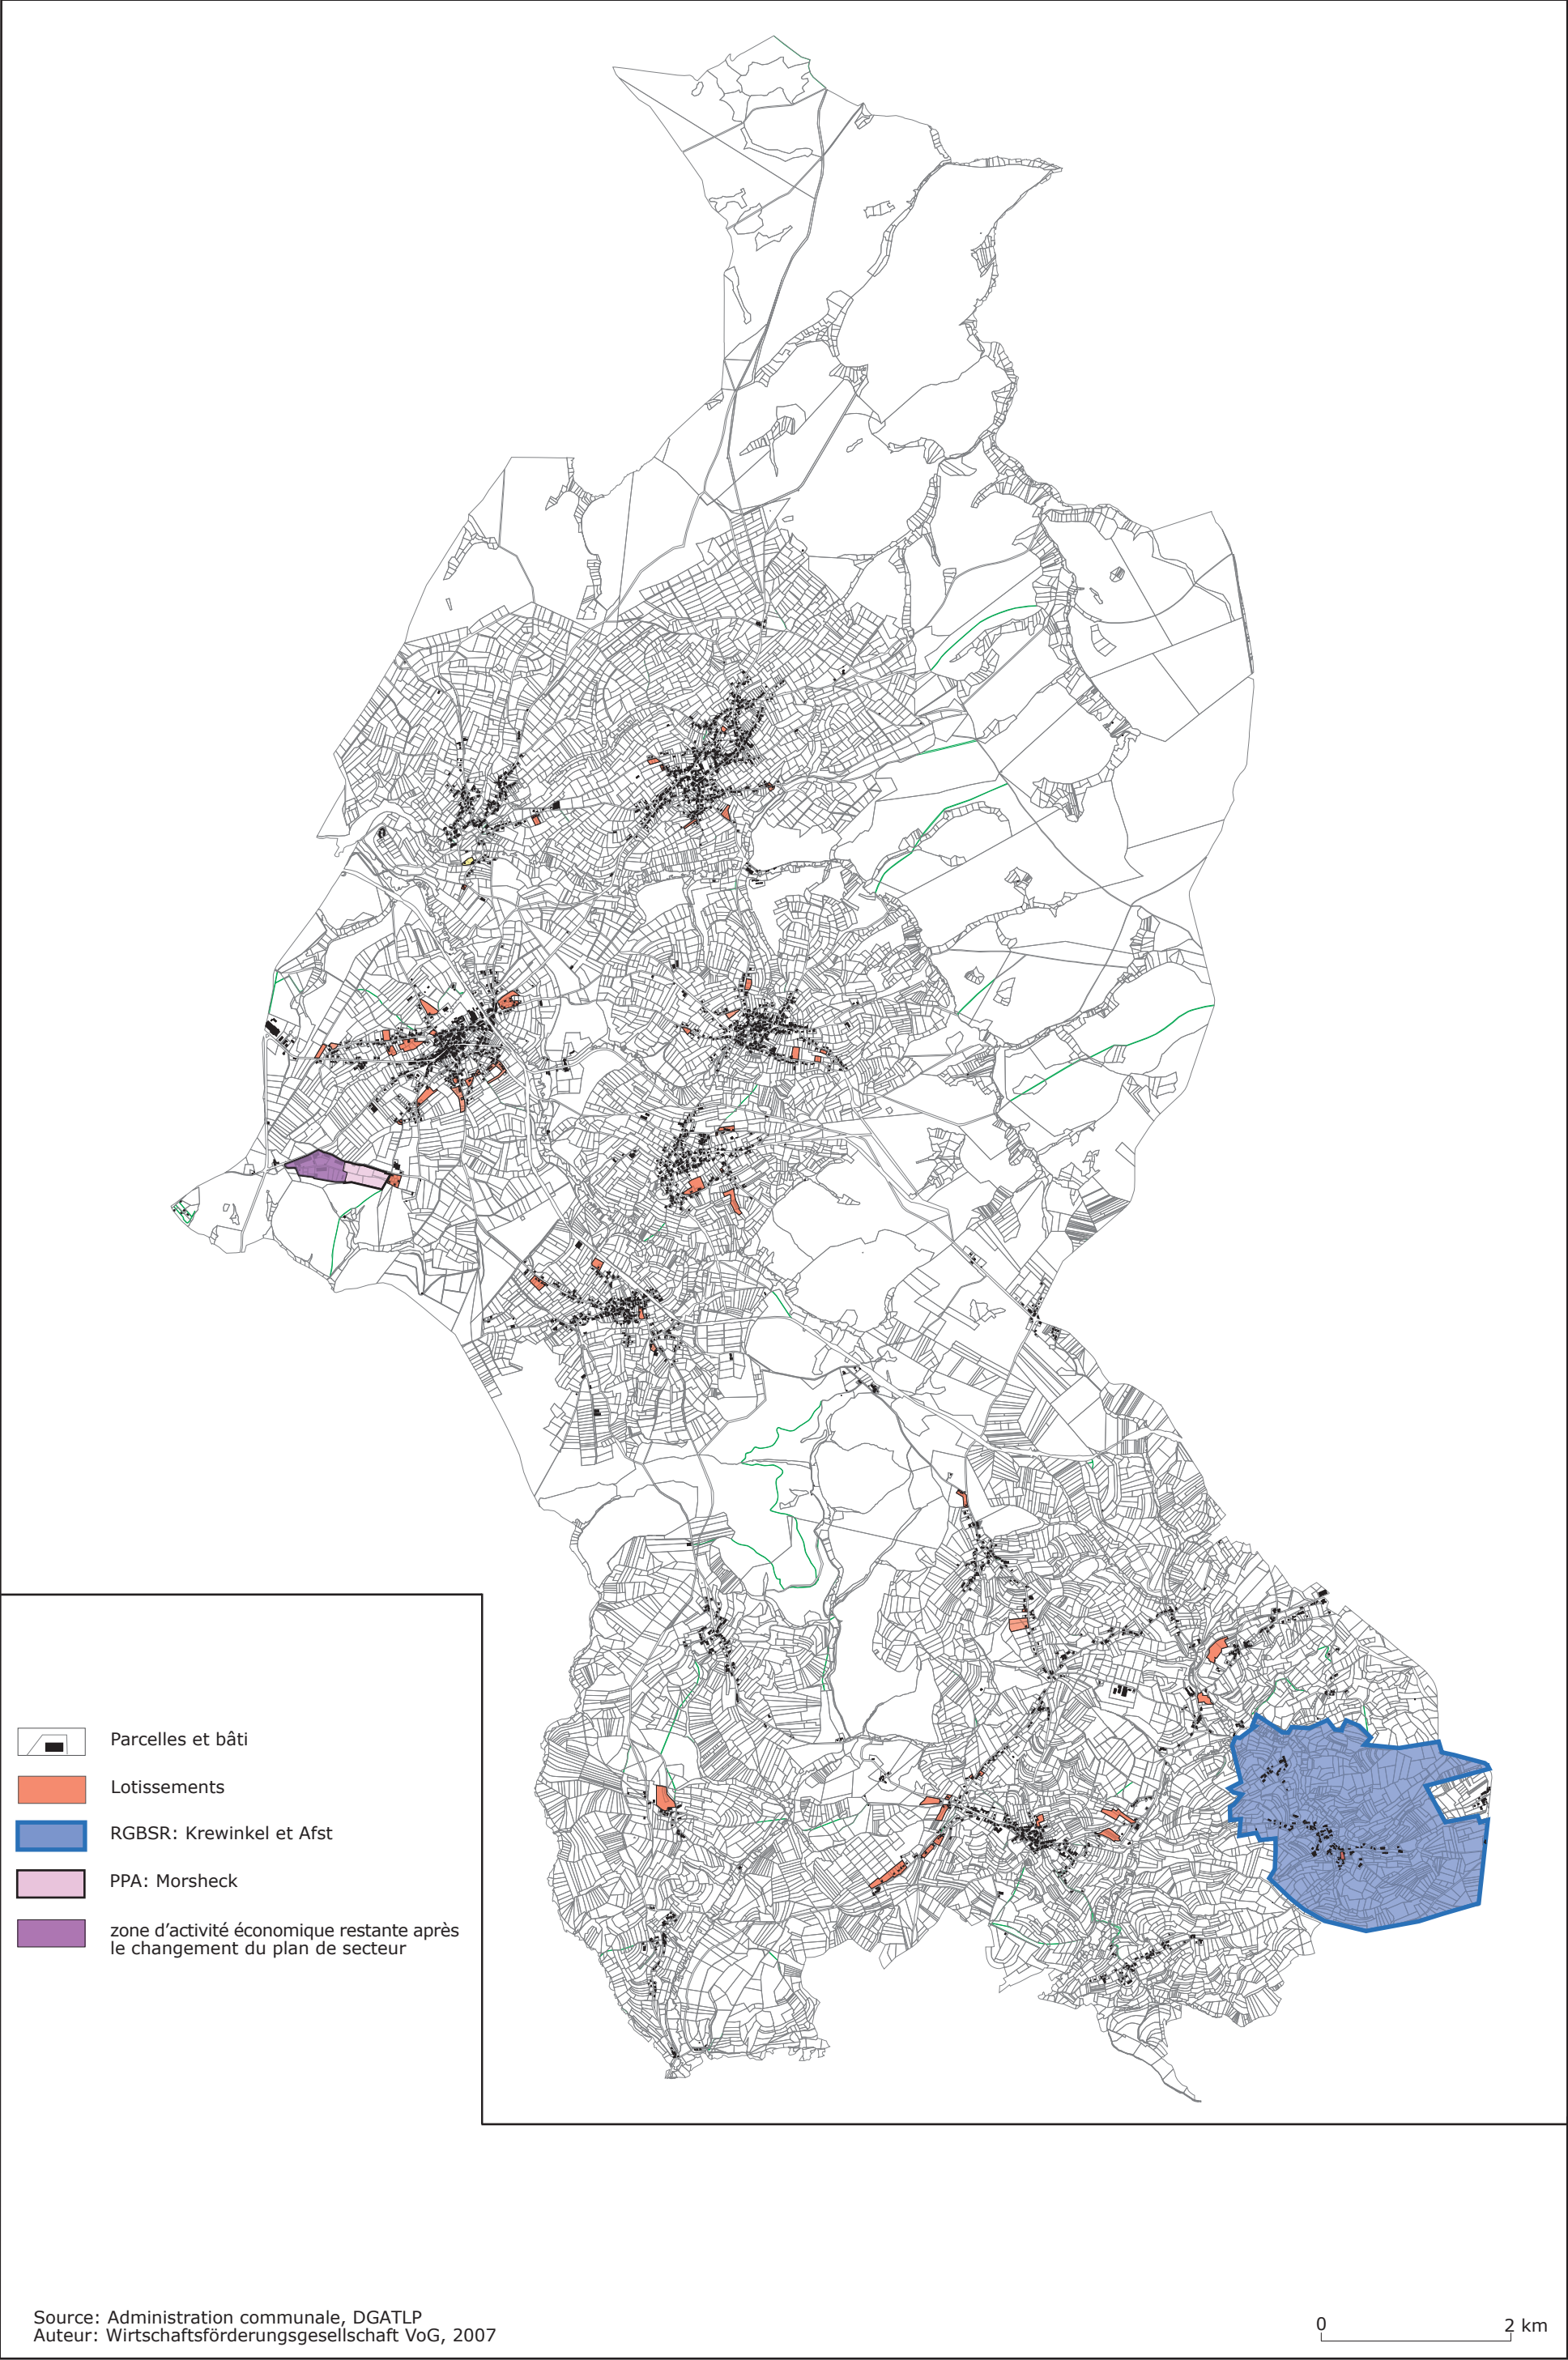 Parcelles et bâti
Lotissements
RGBSR: Krewinkel et Afst
PPA: Morsheck
zone d’activité économique restante après
le changement du plan de secteur
Source: Administration communale, DGATLP
Auteur: Wirtschaftsförderungsgesellschaft VoG, 2007
0 2 km